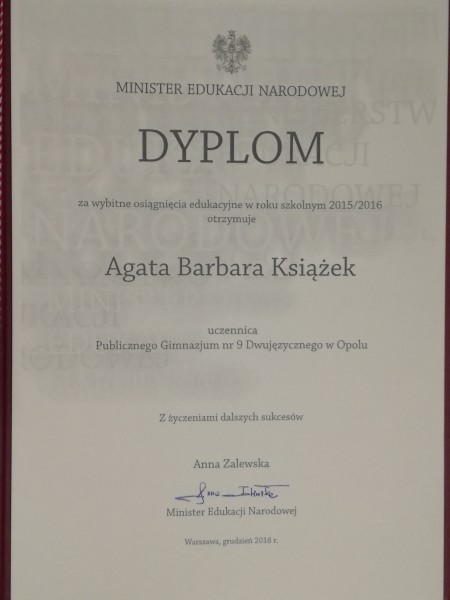 MINISTER EDUKACJI NARODOWEJ
DYPLOM
za wybitne osiągnięcia edukacyjne w roku szkolnym 2015/2016
otrzymuje
Agata Barbara Książek
uczennica
Publicznego Gimnazjum nr 9 Dwujęzycznego w Opolu
Z życzeniami dalszych sukcesów
Anna Zalewska
Minister Edukacji Narodowej
Warszawa, grudzień 2016 r.